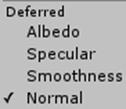 Deferred
Albedo
Specular
Smoothness
✓ Normal